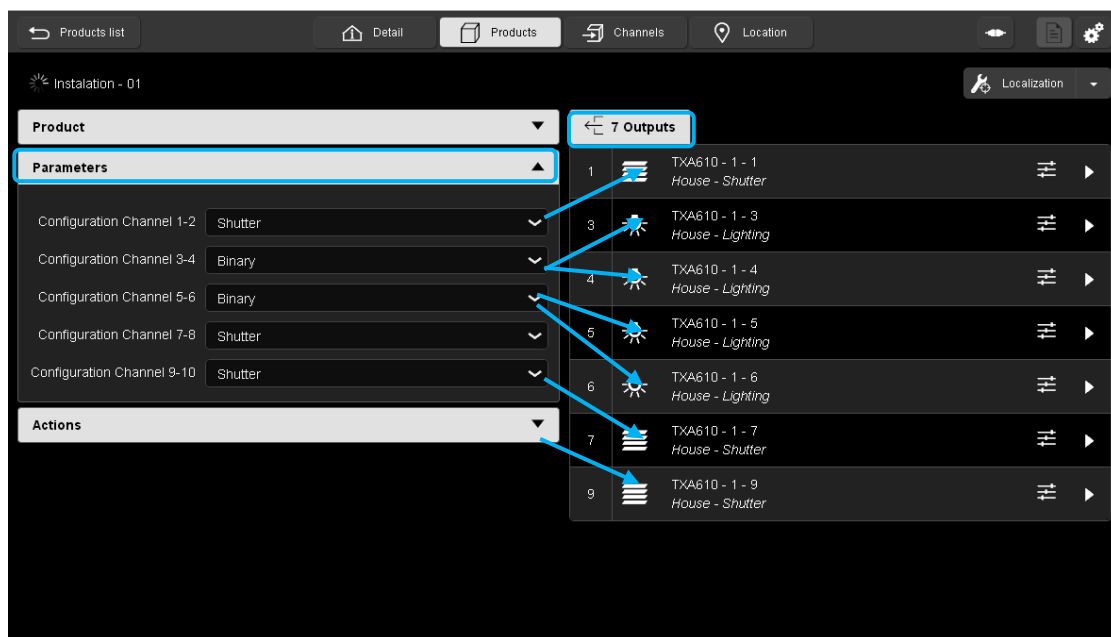 Products list
Detail
Products
Channels
Location
Instalation - 01
Localization
Product
7 Outputs
Parameters
Configuration Channel 1-2 Shutter
Configuration Channel 3-4 Binary
Configuration Channel 5-6 Binary
Configuration Channel 7-8 Shutter
Configuration Channel 9-10 Shutter
Actions
1
TXA610 - 1 - 1
House - Shutter
3
TXA610 - 1 - 3
House - Lighting
4
TXA610 - 1 - 4
House - Lighting
5
TXA610 - 1 - 5
House - Lighting
6
TXA610 - 1 - 6
House - Lighting
7
TXA610 - 1 - 7
House - Shutter
9
TXA610 - 1 - 9
House - Shutter